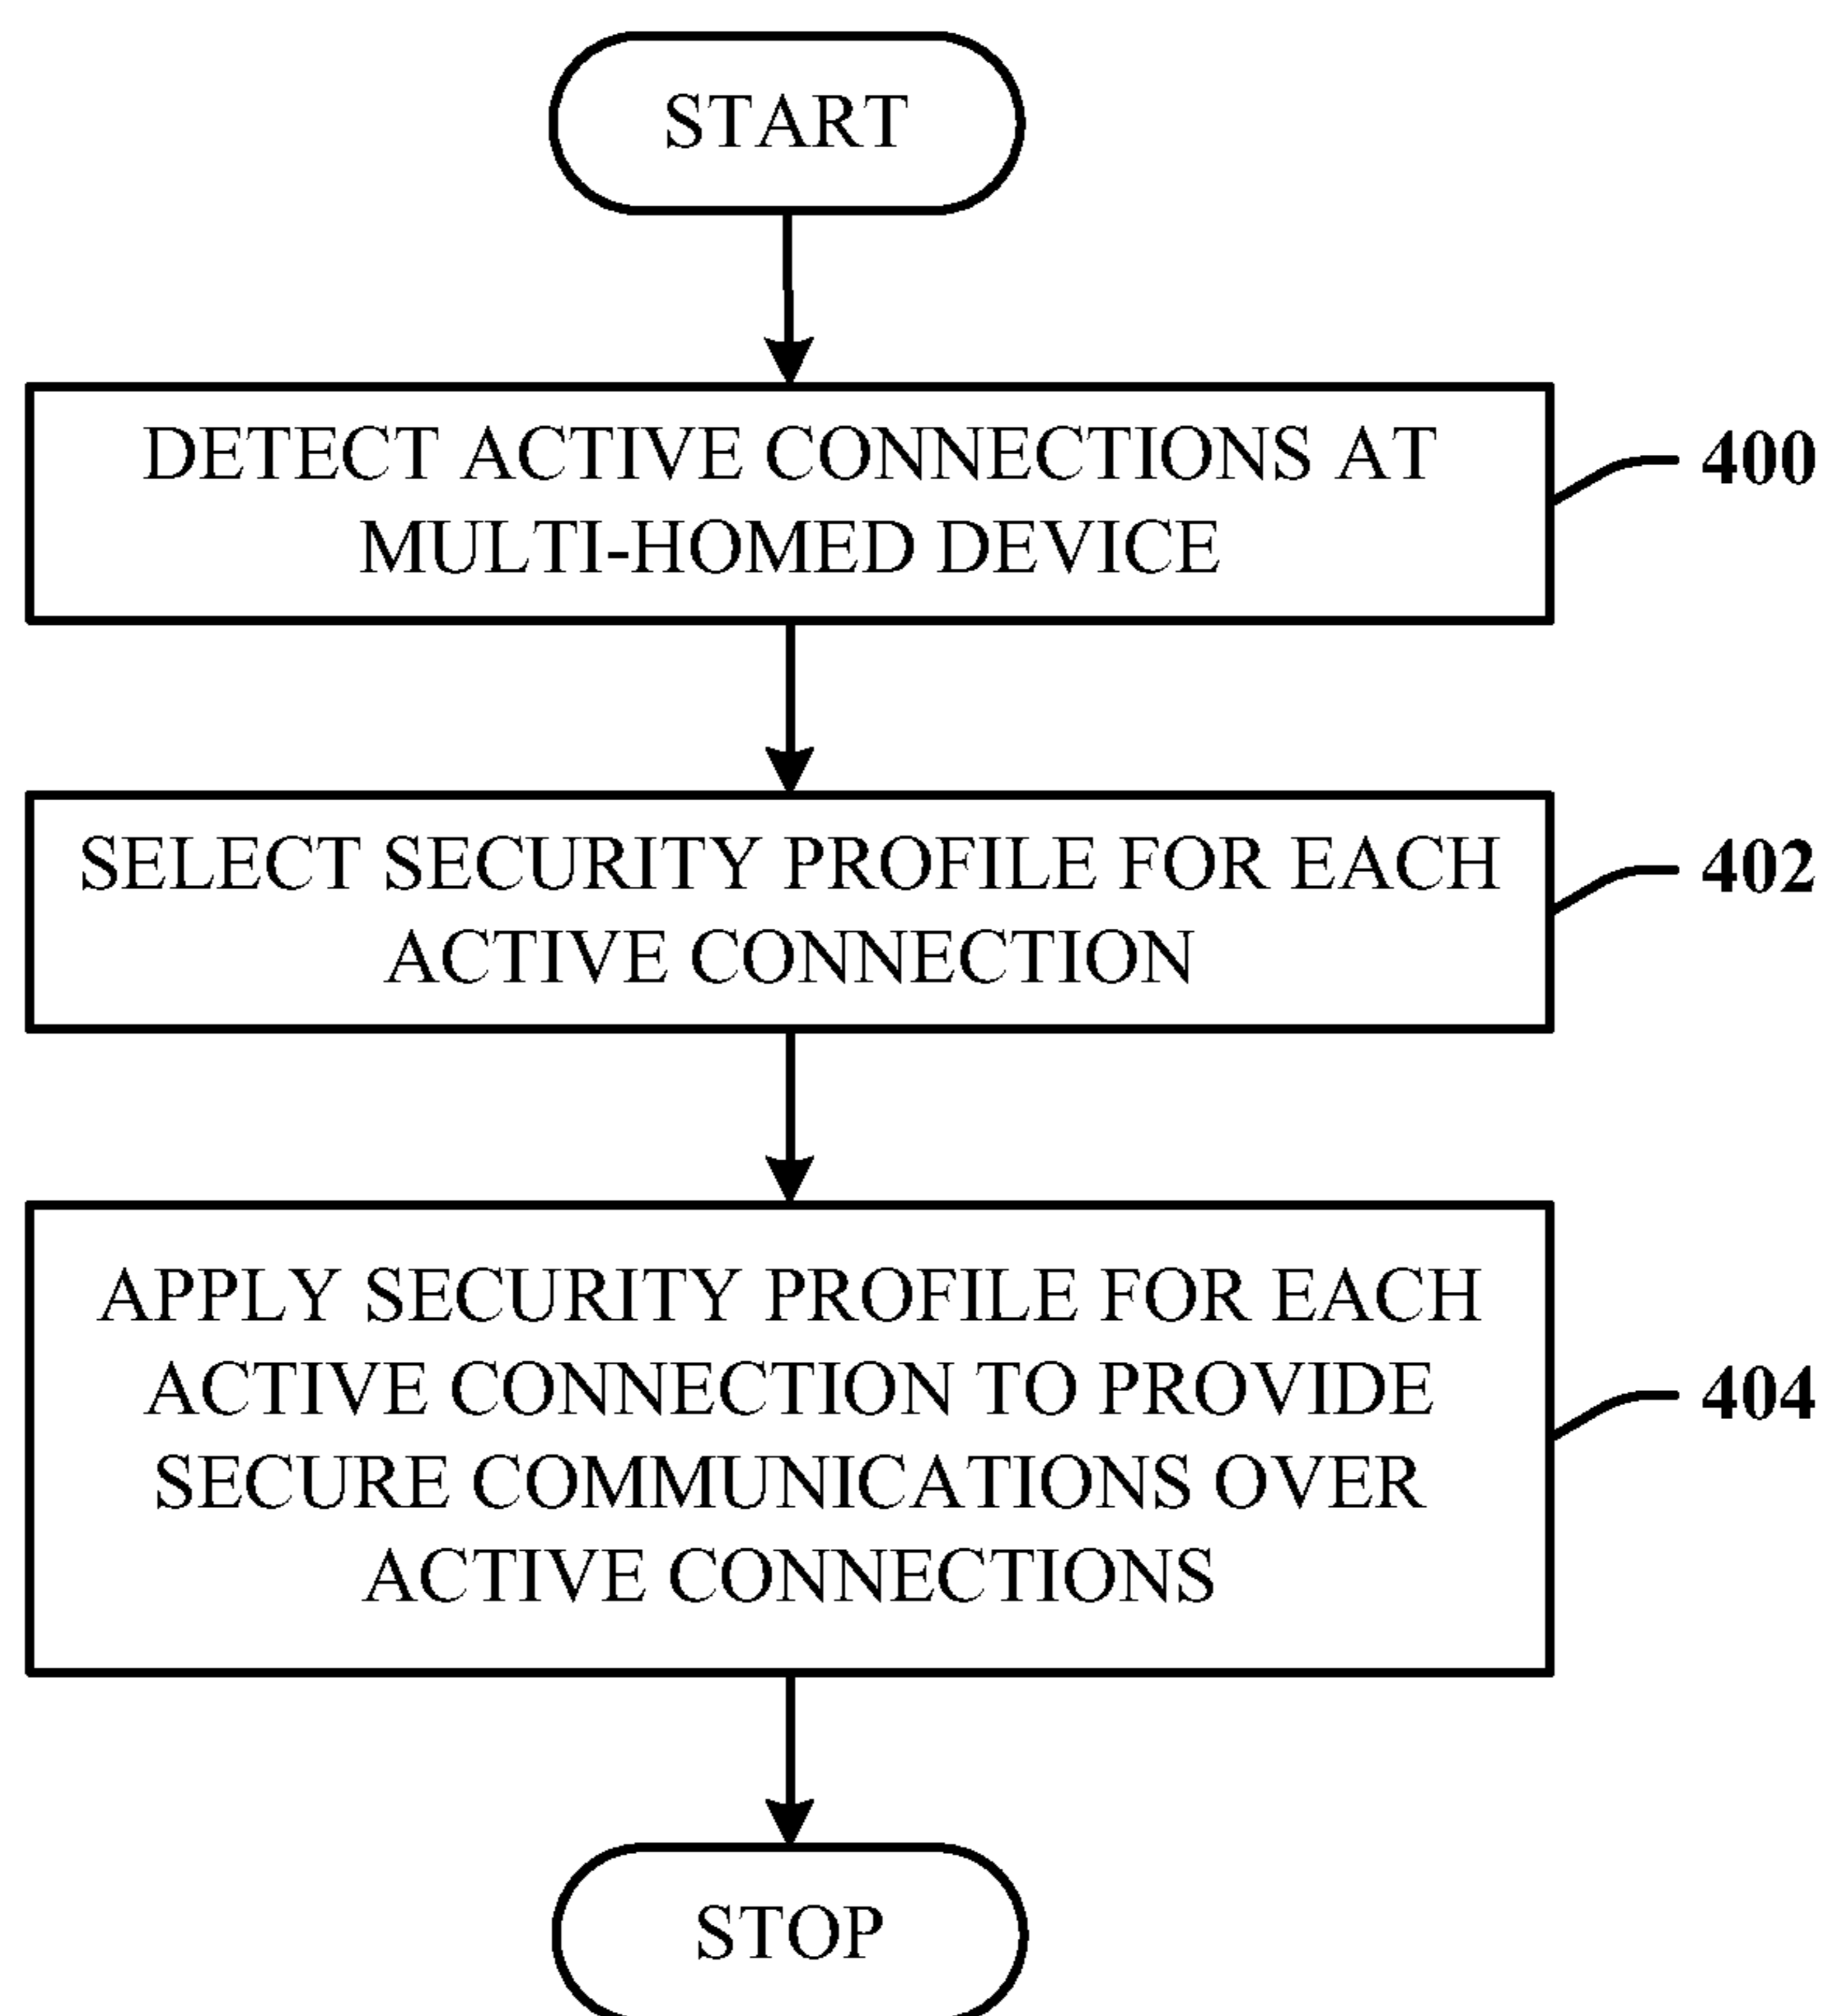 START
DETECT ACTIVE CONNECTIONS AT
MULTI-HOMED DEVICE
400
SELECT SECURITY PROFILE FOR EACH
ACTIVE CONNECTION
402
APPLY SECURITY PROFILE FOR EACH
ACTIVE CONNECTION TO PROVIDE
SECURE COMMUNICATIONS OVER
ACTIVE CONNECTIONS
404
STOP